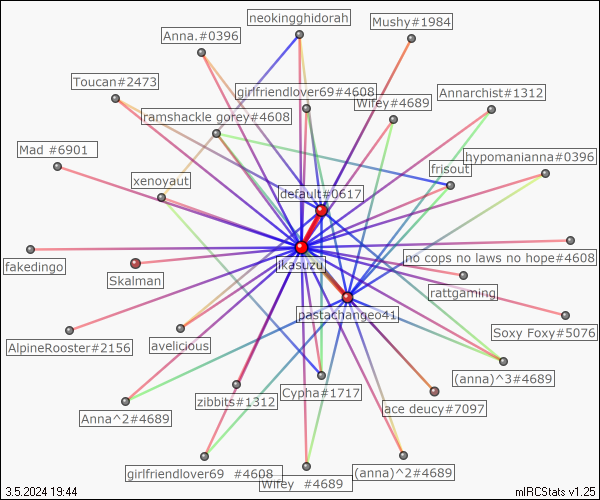 neokingghidorah
Mushy#1984
Anna.#0396
Toucan#2473
girlfriendlover69#4608
Annarchist#1312
Wifey#4689
ramshackle gorey#4608
Mad #6901
hypomanianna#0396
frisout
xenoyaut
default#0617
jkasuzu
no cops no laws no hope#4608
fakedingo
Skalman
rattgaming
pastachangeo41
Soxy Foxy#5076
AlpineRooster#2156
avelicious
(anna)^3#4689
Cypha#1717
zibbits#1312
ace deucy#7097
Anna^2#4689
girlfriendlover69 #4608
(anna)^2#4689
Wifey #4689
3.5.2024 19:44
mIRCStats v1.25